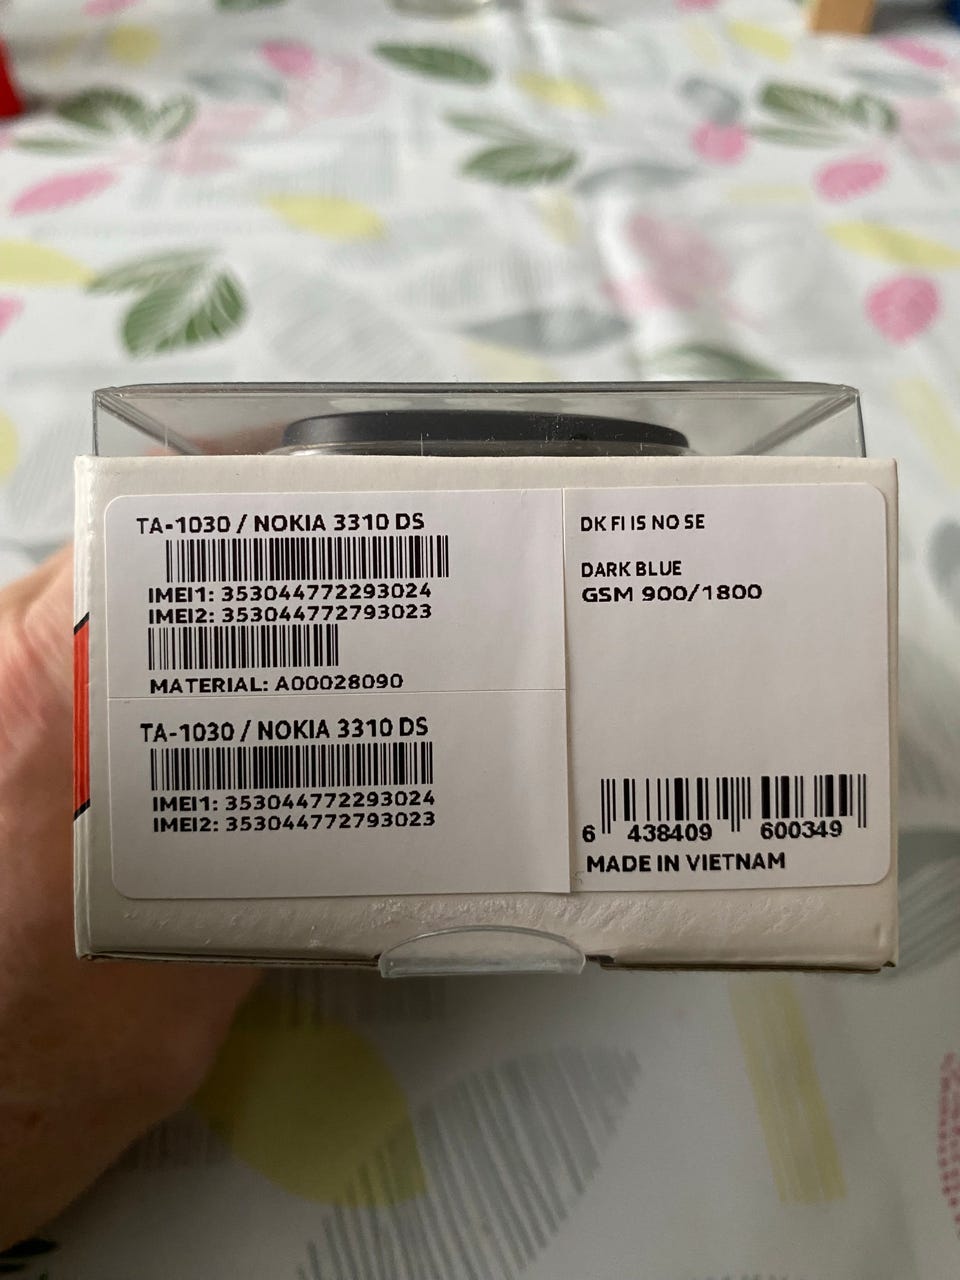 TA-1030 / NOKIA 3310 DS
IMEI1: 353044772293024
IMEI2: 353044772793023
MATERIAL: A00028090
TA-1030 / NOKIA 3310 DS
IMEI1: 353044772293024
IMEI2: 353044772793023
DK FI IS NO SE
DARK BLUE
GSM 900/1800
6 438409 600349
MADE IN VIETNAM